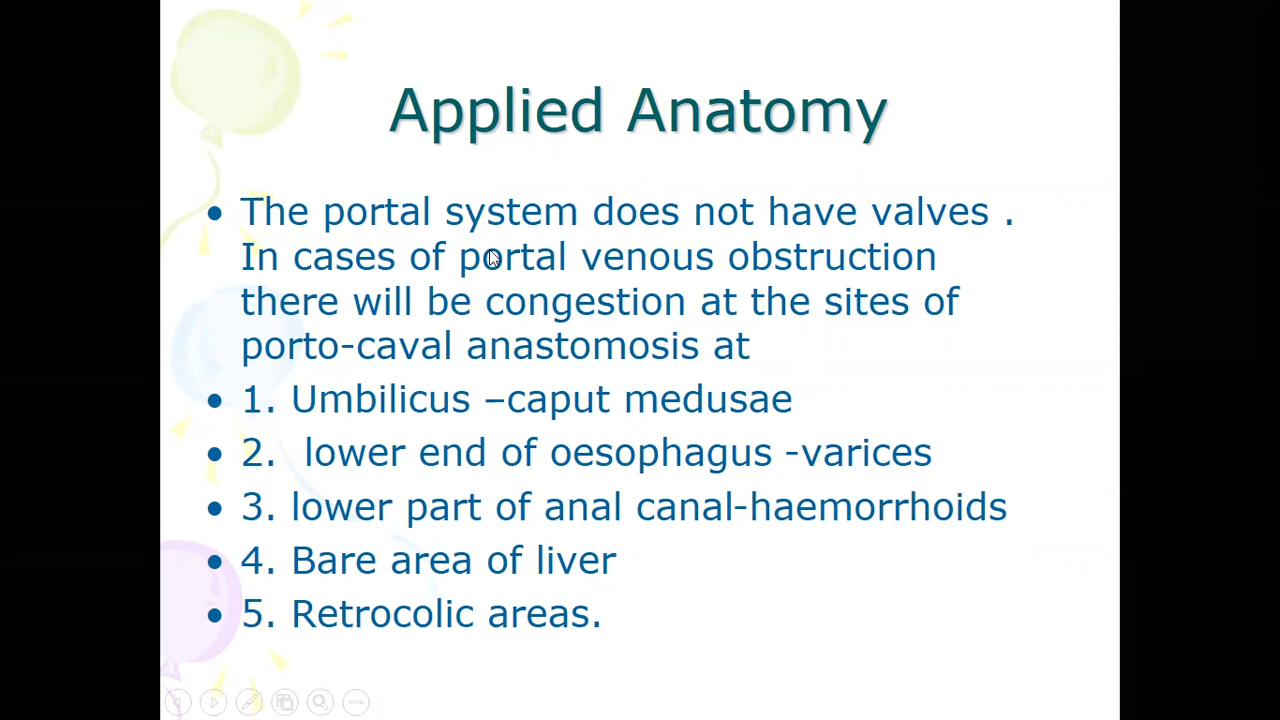 Applied Anatomy
• The portal system does not have valves .
In cases of portal venous obstruction
there will be congestion at the sites of
porto-caval anastomosis at
• 1. Umbilicus –caput medusae
• 2.  lower end of oesophagus -varices
• 3. lower part of anal canal-haemorrhoids
• 4. Bare area of liver
• 5. Retrocolic areas.